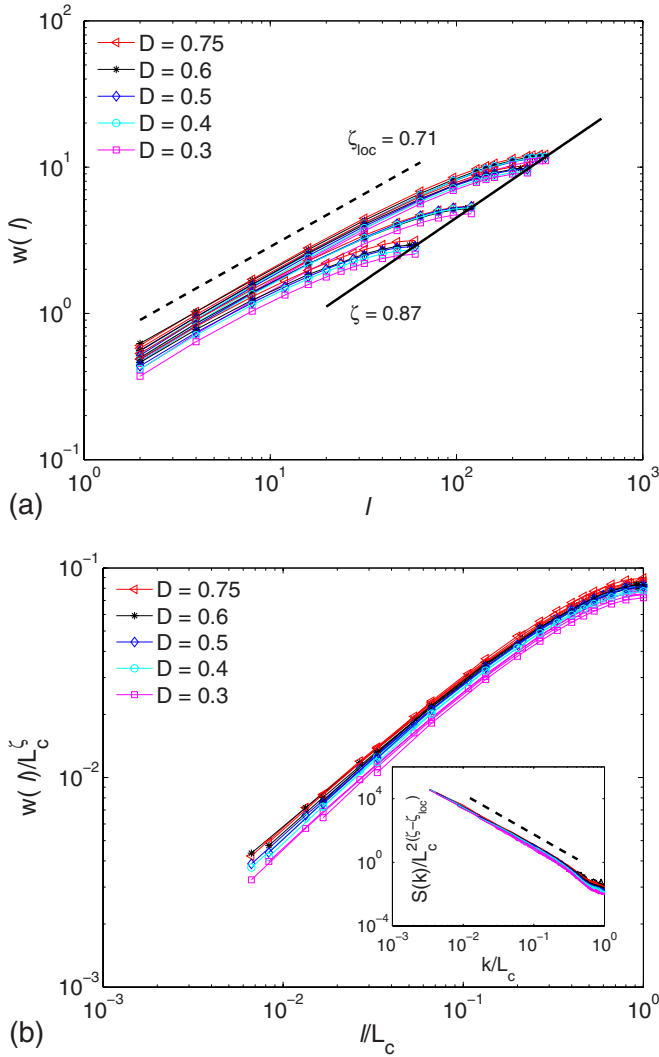 10^2
D = 0.75
D = 0.6
D = 0.5
D = 0.4
D = 0.3
ζ_loc = 0.71
10^1
w(l)
10^0
ζ = 0.87
10^-1
10^0
10^1
10^2
10^3
(a)
l
10^-1
D = 0.75
D = 0.6
D = 0.5
D = 0.4
D = 0.3
w(l)/L_c^ζ
10^-2
10^4
S(k)/L_c^2(ζ-ζ_loc)
10^0
10^-4
10^-3
10^-2
10^-1
10^0
k/L_c
10^-3
10^-3
10^-2
10^-1
10^0
(b)
l/L_c